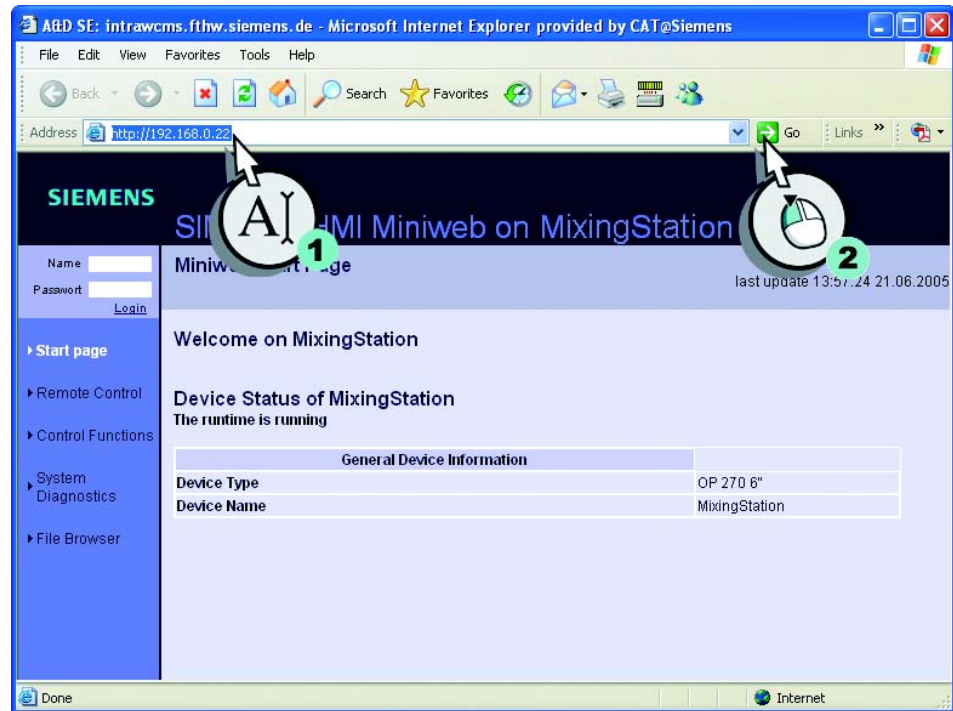 A&D SE: intrawcms.fthw.siemens.de - Microsoft Internet Explorer provided by CAT@Siemens
File Edit View Favorites Tools Help
Back Search Favorites
Address http://192.168.0.22 Go Links »
SIEMENS
HMI Miniweb on MixingStation
A 1
2
Name
Passwort
Login
last update 13:57:24 21.06.2005
Start page
Remote Control
Control Functions
System
Diagnostics
File Browser
Welcome on MixingStation
Device Status of MixingStation
The runtime is running
General Device Information
Device Type OP 270 6"
Device Name MixingStation
Done Internet